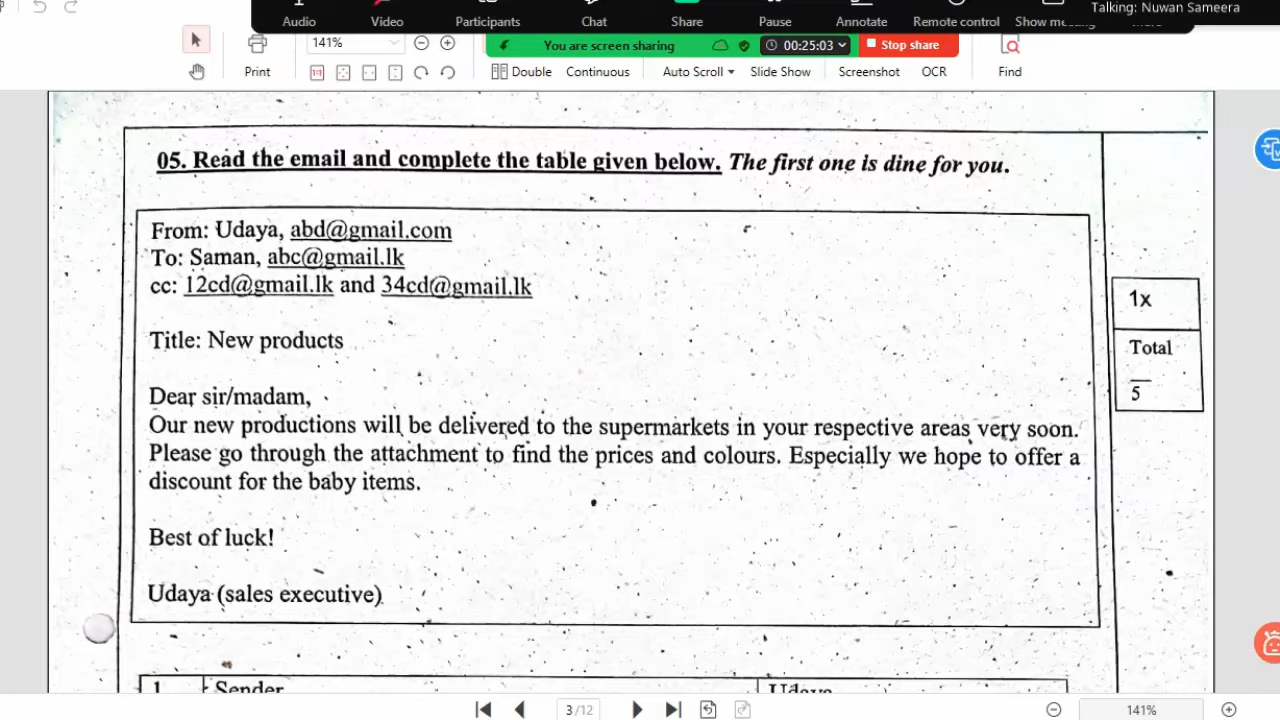 Talking: Nuwan Sameera
Audio Video Participants Chat Share Pause Annotate Remote control
141% You are screen sharing 00:25:03 Stop share
Print Double Continuous Auto Scroll Slide Show Screenshot OCR Find
05. Read the email and complete the table given below. The first one is dine for you.
From: Udaya, abd@gmail.com
To: Saman, abc@gmail.lk
cc: 12cd@gmail.lk and 34cd@gmail.lk
Title: New products
Dear sir/madam,
Our new productions will be delivered to the supermarkets in your respective areas very soon.
Please go through the attachment to find the prices and colours. Especially we hope to offer a
discount for the baby items.
Best of luck!
Udaya (sales executive)
1x
Total
5
1 Sender Udaya
3/12 141%